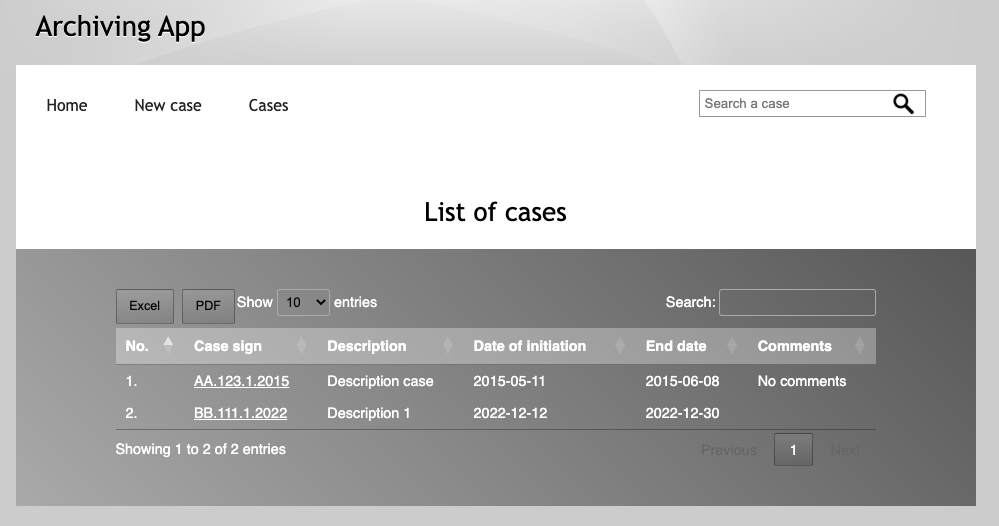 Archiving App
Home New case Cases Search a case
List of cases
Excel PDF Show 10 entries Search:
No. Case sign Description Date of initiation End date Comments
1. AA.123.1.2015 Description case 2015-05-11 2015-06-08 No comments
2. BB.111.1.2022 Description 1 2022-12-12 2022-12-30
Showing 1 to 2 of 2 entries Previous 1 Next